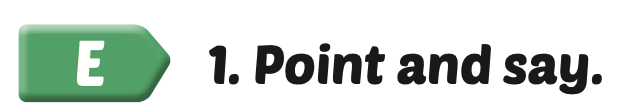 E 1. Point and say.